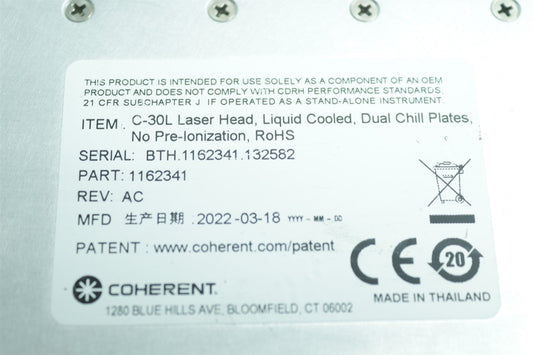 THIS PRODUCT IS INTENDED FOR USE SOLELY AS A COMPONENT OF AN OEM
PRODUCT AND DOES NOT COMPLY WITH CDRH PERFORMANCE STANDARDS,
21 CFR SUBCHAPTER J IF OPERATED AS A STAND-ALONE INSTRUMENT.
ITEM : C-30L Laser Head, Liquid Cooled, Dual Chill Plates,
No Pre-Ionization, RoHS
SERIAL: BTH.1162341.132582
PART: 1162341
REV: AC
MFD 生产日期 .2022-03-18 YYYY - MM - DD
PATENT : www.coherent.com/patent
CE 20
COHERENT.
MADE IN THAILAND
1280 BLUE HILLS AVE, BLOOMFIELD, CT 06002